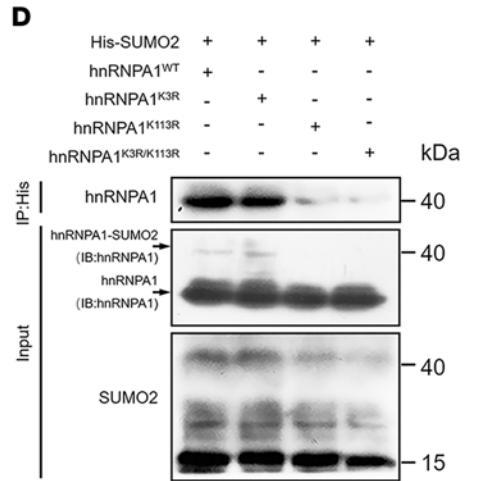 D
His-SUMO2 + + + +
hnRNPA1WT + - - -
hnRNPA1K3R - + - -
hnRNPA1K113R - - + -
hnRNPA1K3R/K113R - - - +
kDa
IP:His
hnRNPA1
40
Input
hnRNPA1-SUMO2
(IB:hnRNPA1)
40
hnRNPA1
(IB:hnRNPA1)
SUMO2
40
15